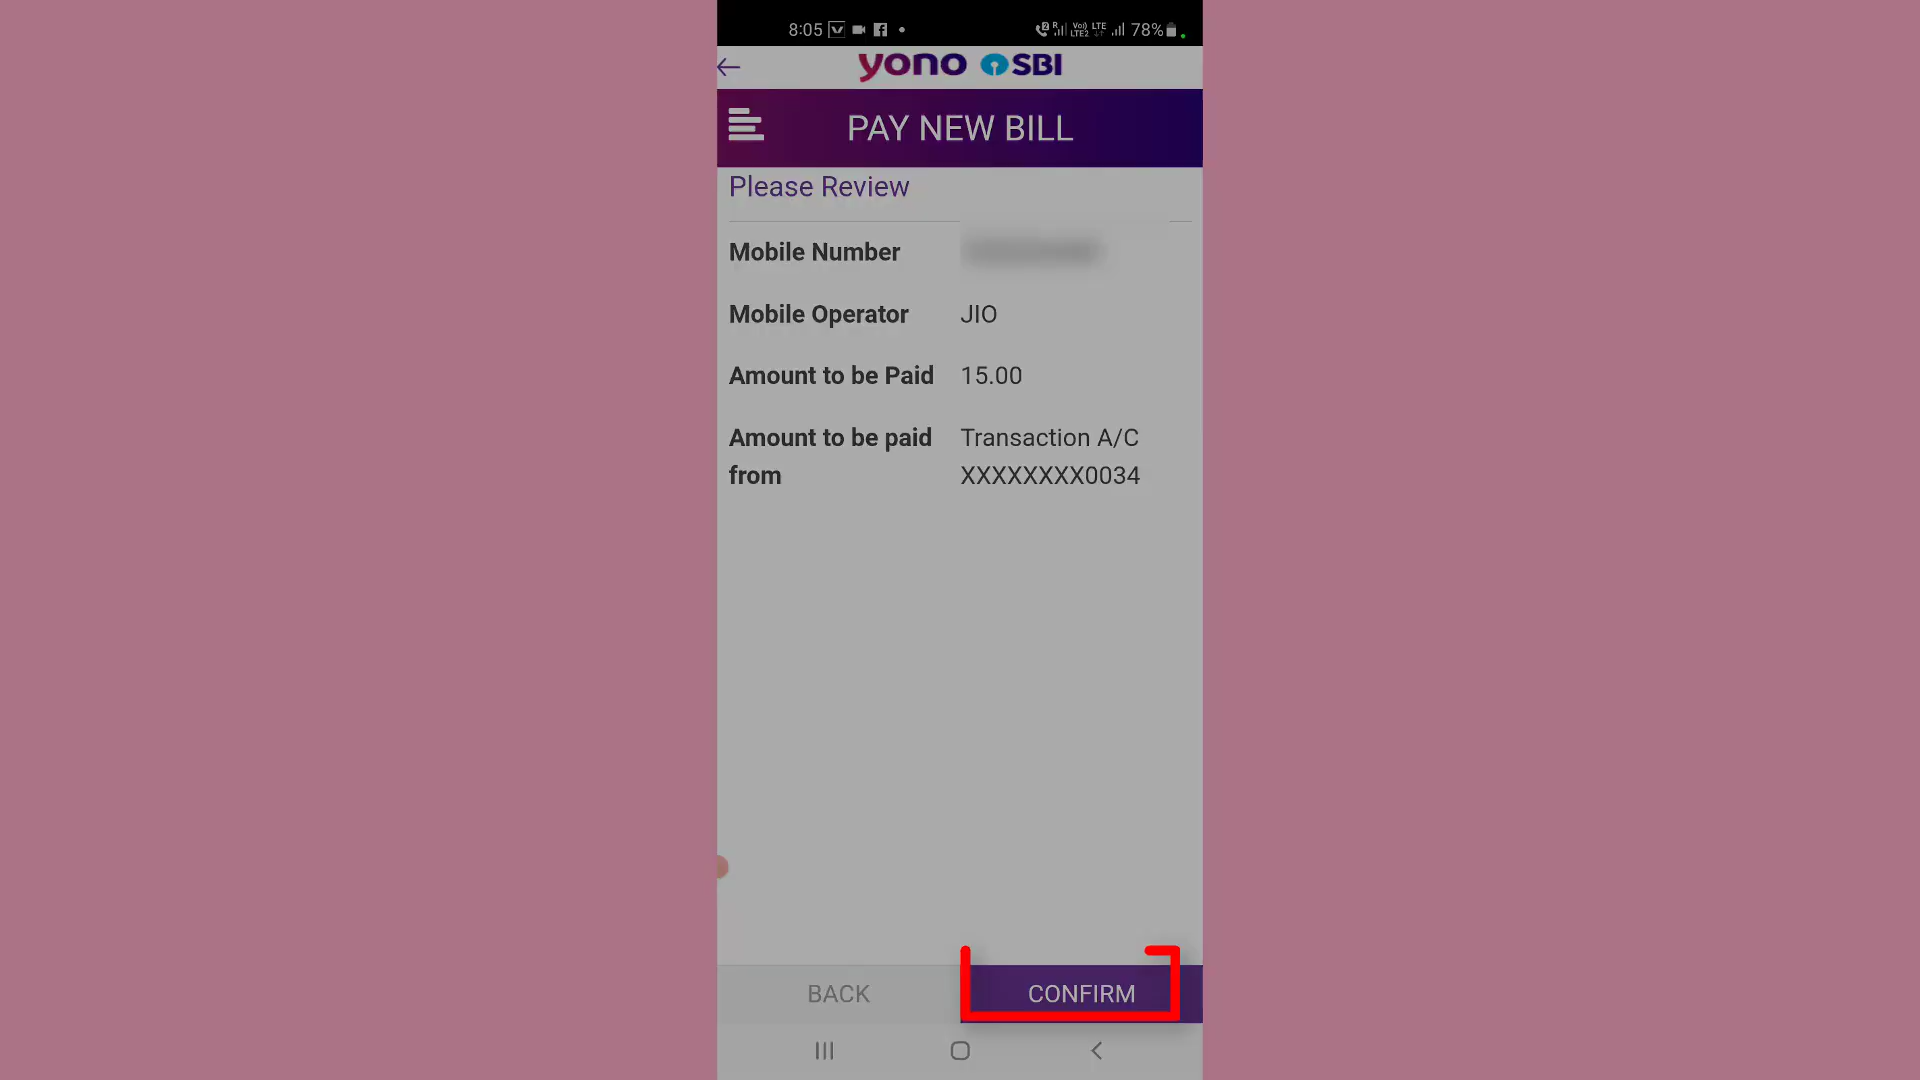 8:05 78%
yono SBI
PAY NEW BILL
Please Review
Mobile Number
Mobile Operator JIO
Amount to be Paid 15.00
Amount to be paid Transaction A/C
from XXXXXXXX0034
BACK CONFIRM